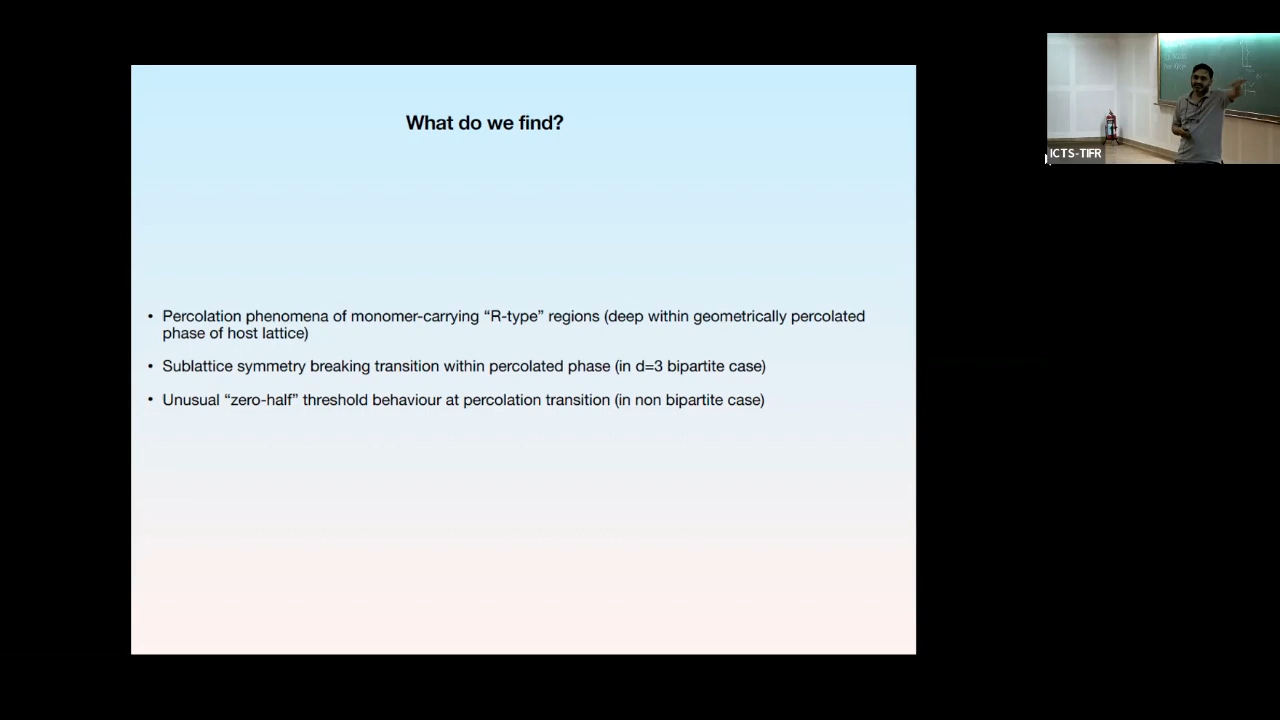 What do we find?
• Percolation phenomena of monomer-carrying “R-type” regions (deep within geometrically percolated
phase of host lattice)
• Sublattice symmetry breaking transition within percolated phase (in d=3 bipartite case)
• Unusual “zero-half” threshold behaviour at percolation transition (in non bipartite case)
ICTS-TIFR